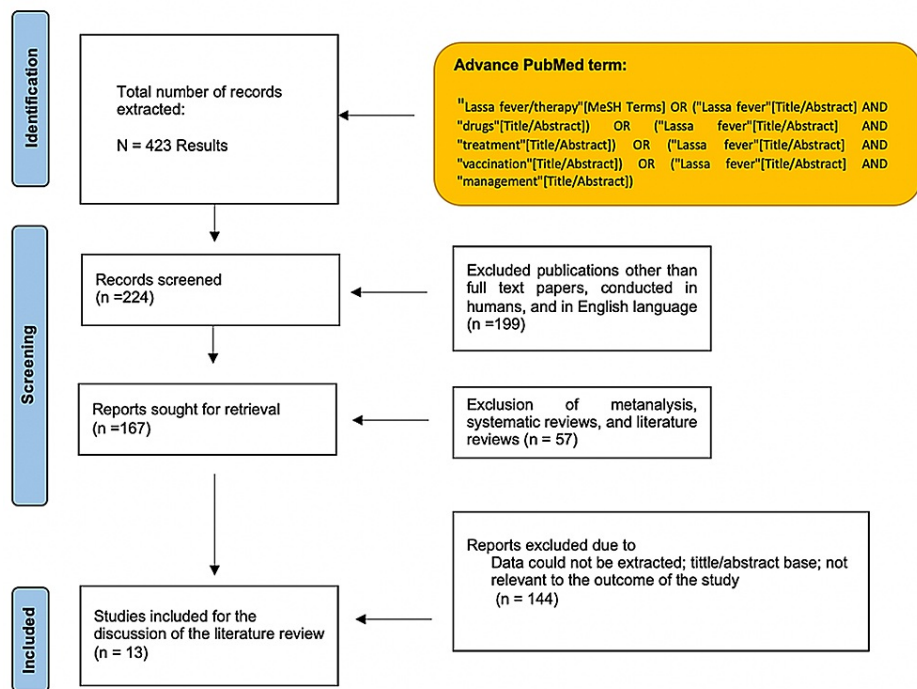 Identification
Total number of records
extracted:
N = 423 Results
Advance PubMed term:
"Lassa fever/therapy"[MeSH Terms] OR ("Lassa fever"[Title/Abstract] AND
"drugs"[Title/Abstract]) OR ("Lassa fever"[Title/Abstract] AND
"treatment"[Title/Abstract]) OR ("Lassa fever"[Title/Abstract] AND
"vaccination"[Title/Abstract]) OR ("Lassa fever"[Title/Abstract] AND
"management"[Title/Abstract])
Screening
Records screened
(n =224)
Excluded publications other than
full text papers, conducted in
humans, and in English language
(n =199)
Reports sought for retrieval
(n =167)
Exclusion of metanalysis,
systematic reviews, and literature
reviews (n = 57)
Reports excluded due to
Data could not be extracted; tittle/abstract base; not
relevant to the outcome of the study
(n = 144)
Included
Studies included for the
discussion of the literature review
(n = 13)